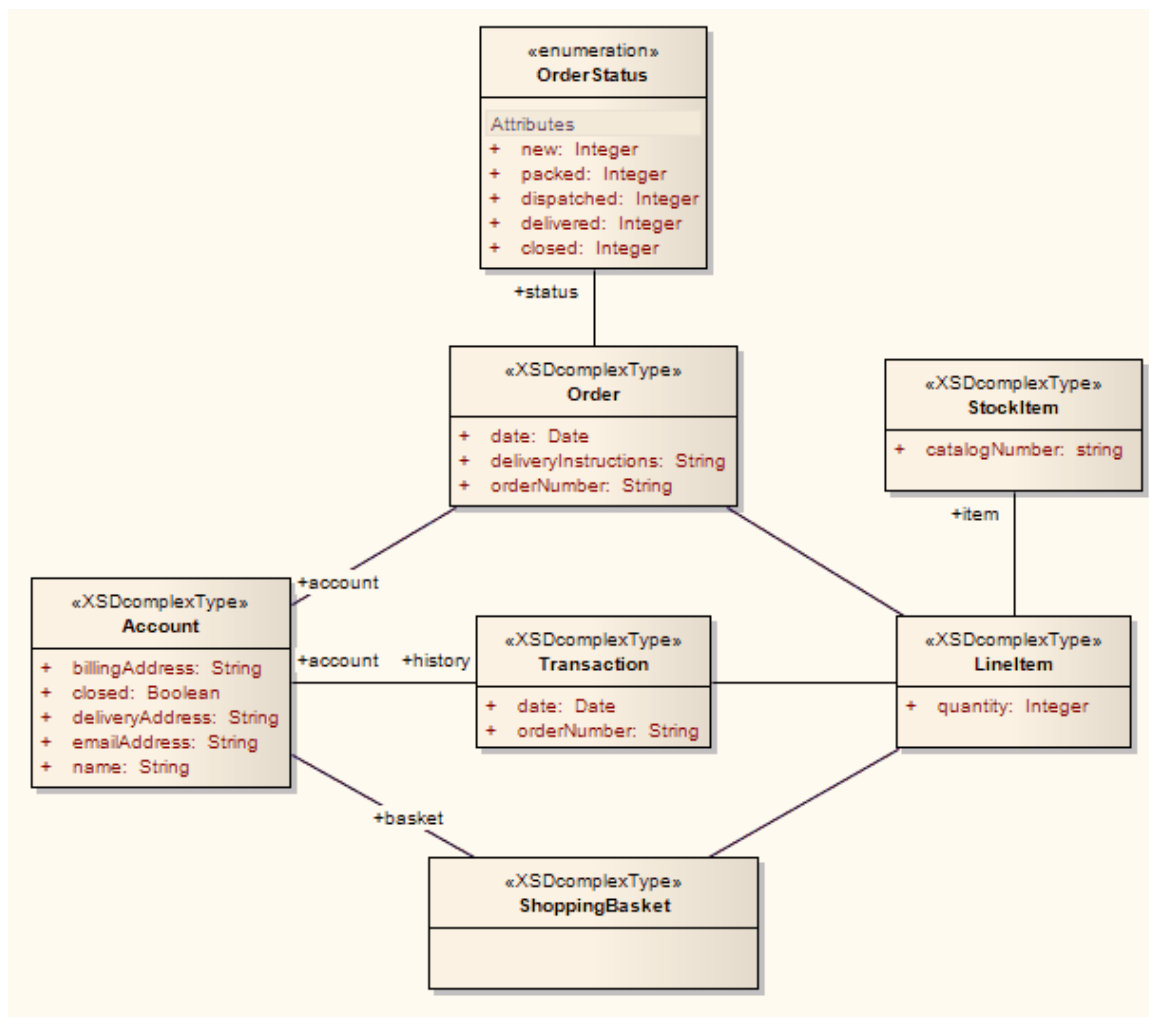 «enumeration»
OrderStatus
Attributes
+ new: Integer
+ packed: Integer
+ dispatched: Integer
+ delivered: Integer
+ closed: Integer
+status
«XSDcomplexType»
Order
+ date: Date
+ deliveryInstructions: String
+ orderNumber: String
«XSDcomplexType»
StockItem
+ catalogNumber: string
+item
+account
«XSDcomplexType»
Account
+ billingAddress: String
+ closed: Boolean
+ deliveryAddress: String
+ emailAddress: String
+ name: String
+account
+history
«XSDcomplexType»
Transaction
+ date: Date
+ orderNumber: String
«XSDcomplexType»
LineItem
+ quantity: Integer
+basket
«XSDcomplexType»
ShoppingBasket